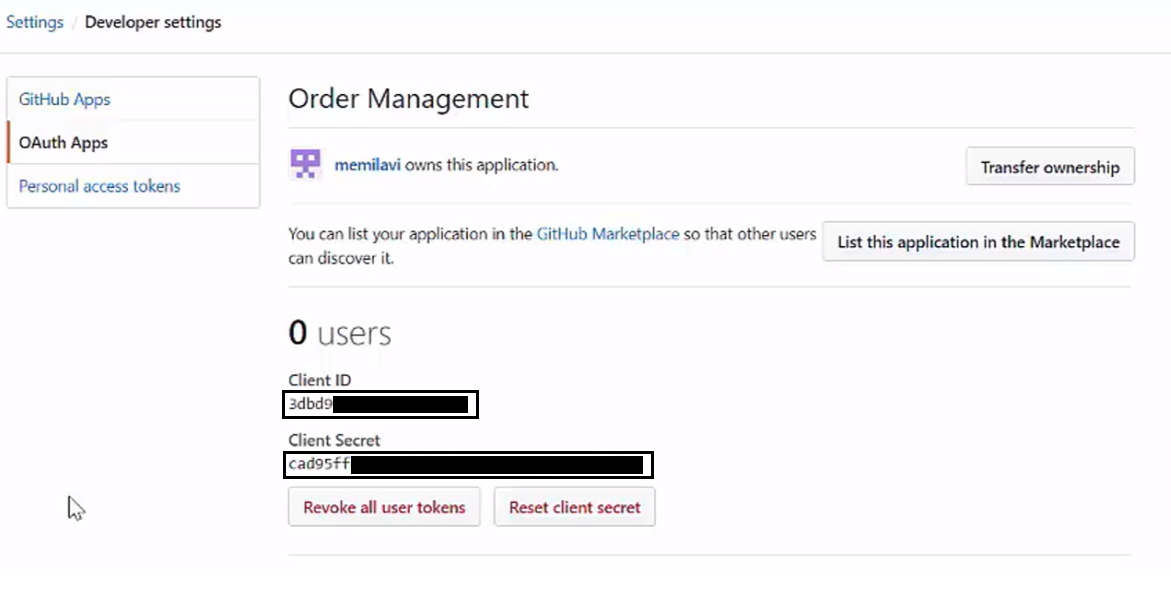 Settings / Developer settings
GitHub Apps
OAuth Apps
Personal access tokens
Order Management
memilavi owns this application.
Transfer ownership
You can list your application in the GitHub Marketplace so that other users
can discover it.
List this application in the Marketplace
0 users
Client ID
3dbd9
Client Secret
cad95ff
Revoke all user tokens
Reset client secret